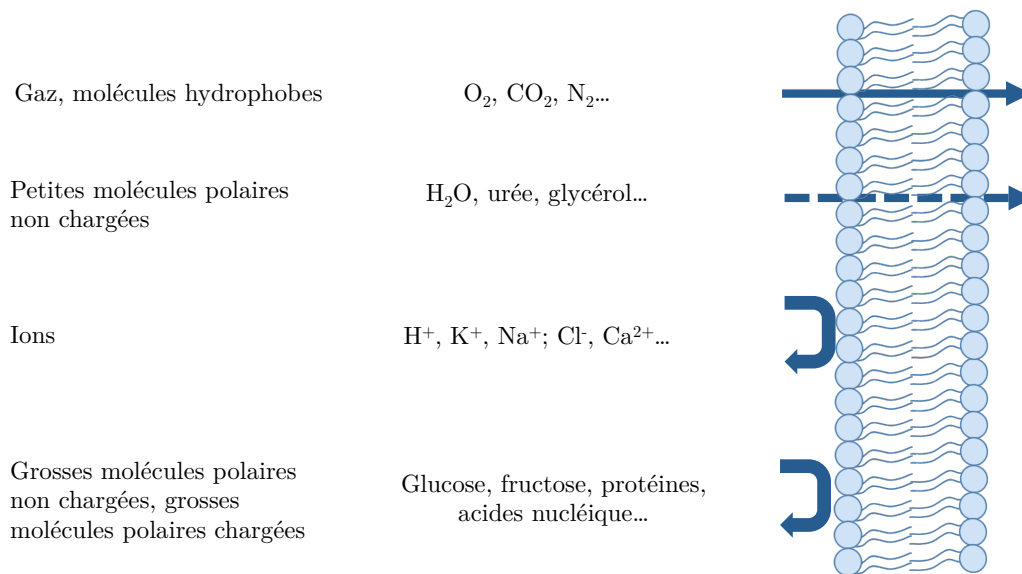 Gaz, molécules hydrophobes
O₂, CO₂, N₂...
Petites molécules polaires
non chargées
H₂O, urée, glycérol...
Ions
H⁺, K⁺, Na⁺; Cl⁻, Ca²⁺...
Grosses molécules polaires
non chargées, grosses
molécules polaires chargées
Glucose, fructose, protéines,
acides nucléique...